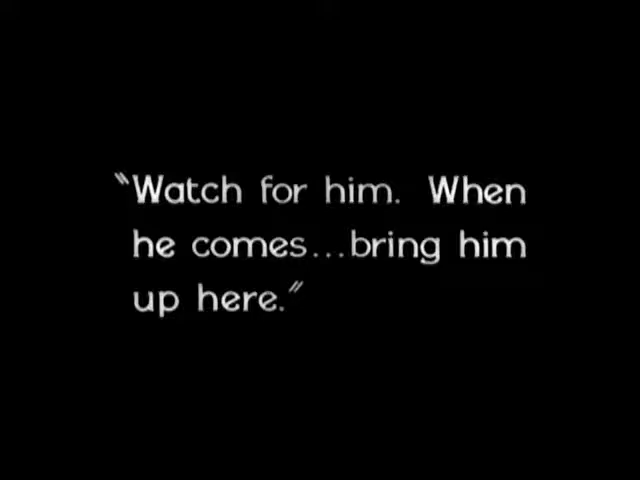 "Watch for him. When
he comes...bring him
up here."